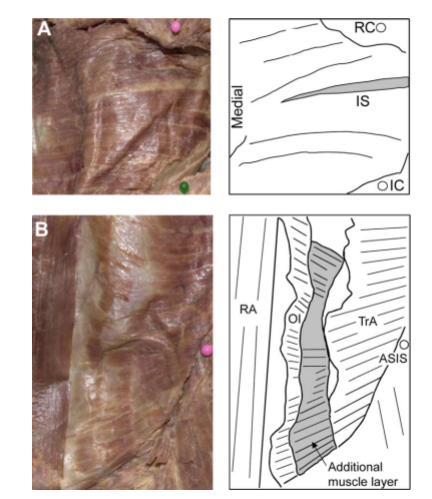 A
RC
IS
Medial
IC
B
RA
OI
TrA
ASIS
Additional
muscle layer